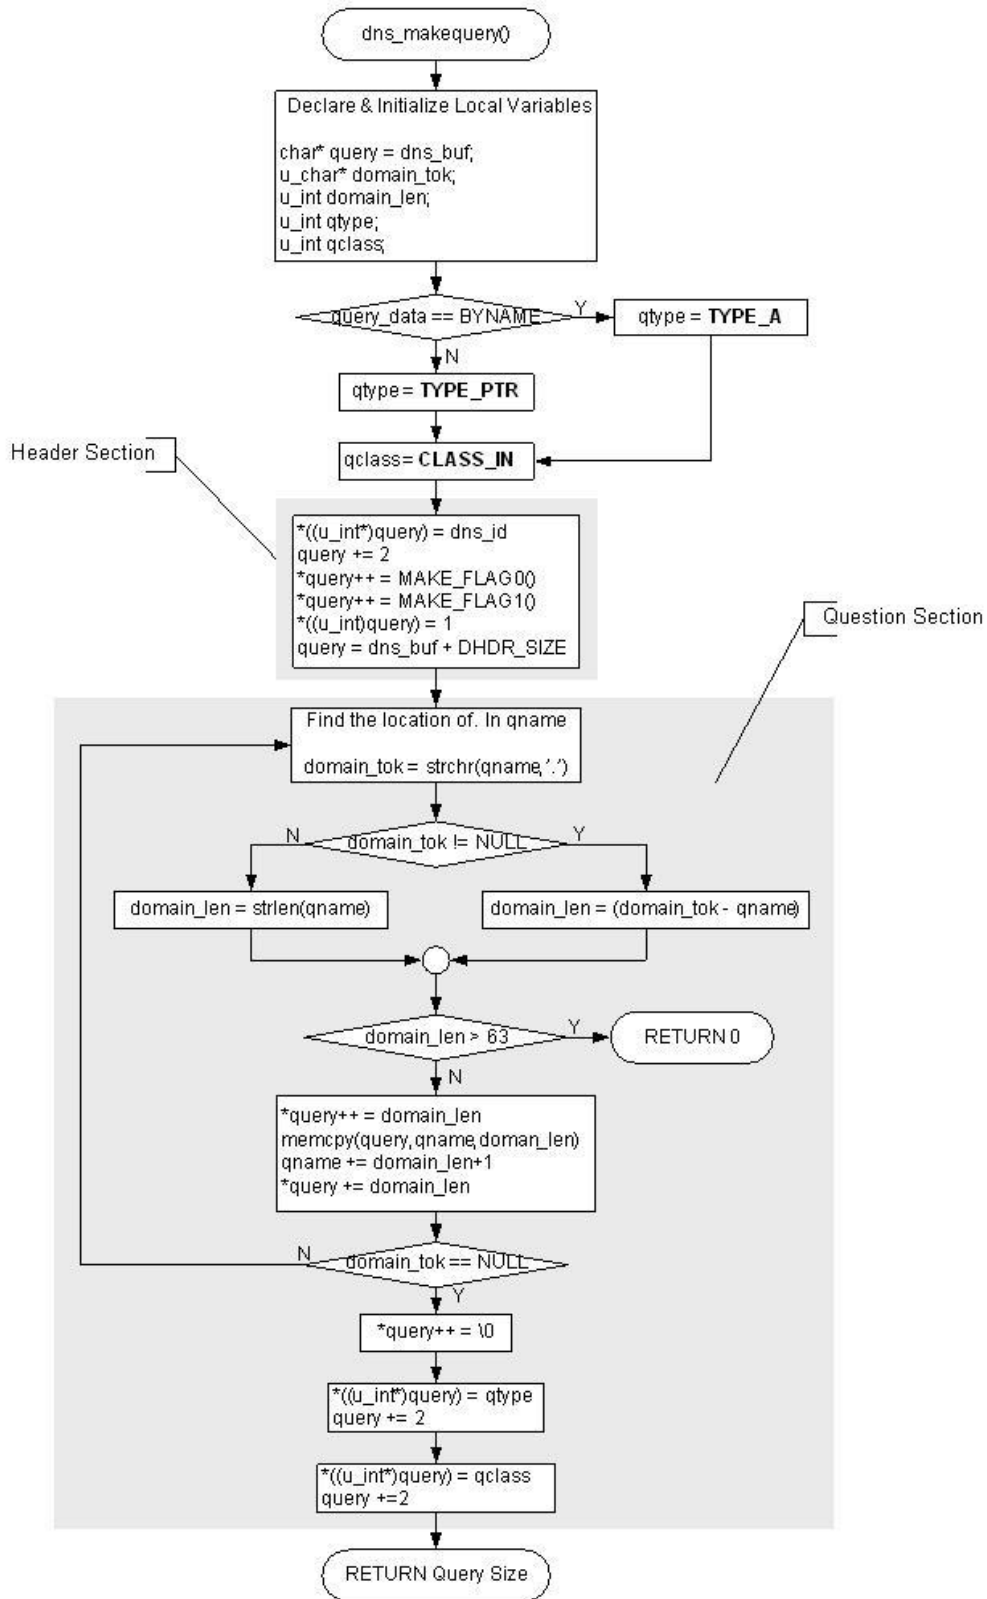 dns_makequery()
Declare & Initialize Local Variables
char* query = dns_buf;
u_char* domain_tok;
u_int domain_len;
u_int qtype;
u_int qclass;
query_data == BYNAME
Y
qtype = TYPE_A
N
qtype= TYPE_PTR
Header Section
qclass= CLASS_IN
*((u_int*)query) = dns_id
query += 2
*query++ = MAKE_FLAG0()
*query++ = MAKE_FLAG1()
*((u_int)query) = 1
query = dns_buf + DHDR_SIZE
Question Section
Find the location of. In qname
domain_tok = strchr(qname,'.')
N
domain_tok != NULL
Y
domain_len = strlen(qname)
domain_len = (domain_tok - qname)
domain_len > 63
Y
RETURN 0
N
*query++ = domain_len
memcpy(query,qname,doman_len)
qname += domain_len+1
*query += domain_len
N
domain_tok == NULL
Y
*query++ = \0
*((u_int*)query) = qtype
query += 2
*((u_int*)query) = qclass
query +=2
RETURN Query Size